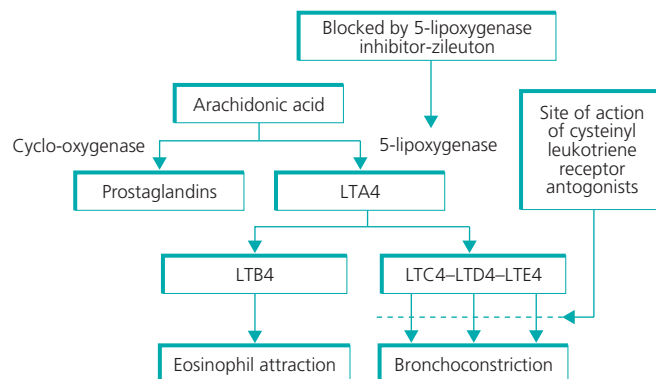 Blocked by 5-lipoxygenase
inhibitor-zileuton
Arachidonic acid
Site of action
of cysteinyl
leukotriene
receptor
antogonists
Cyclo-oxygenase
5-lipoxygenase
Prostaglandins
LTA4
LTB4
LTC4–LTD4–LTE4
Eosinophil attraction
Bronchoconstriction